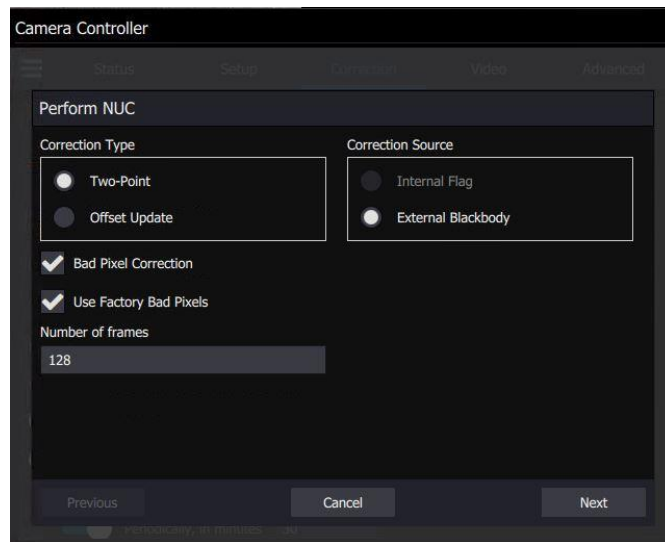 Camera Controller
Status Setup Correction Video Advanced
Perform NUC
Correction Type Correction Source
Two-Point Internal Flag
Offset Update External Blackbody
Bad Pixel Correction
Use Factory Bad Pixels
Number of frames
128
Previous Cancel Next
Periodically, in minutes 30